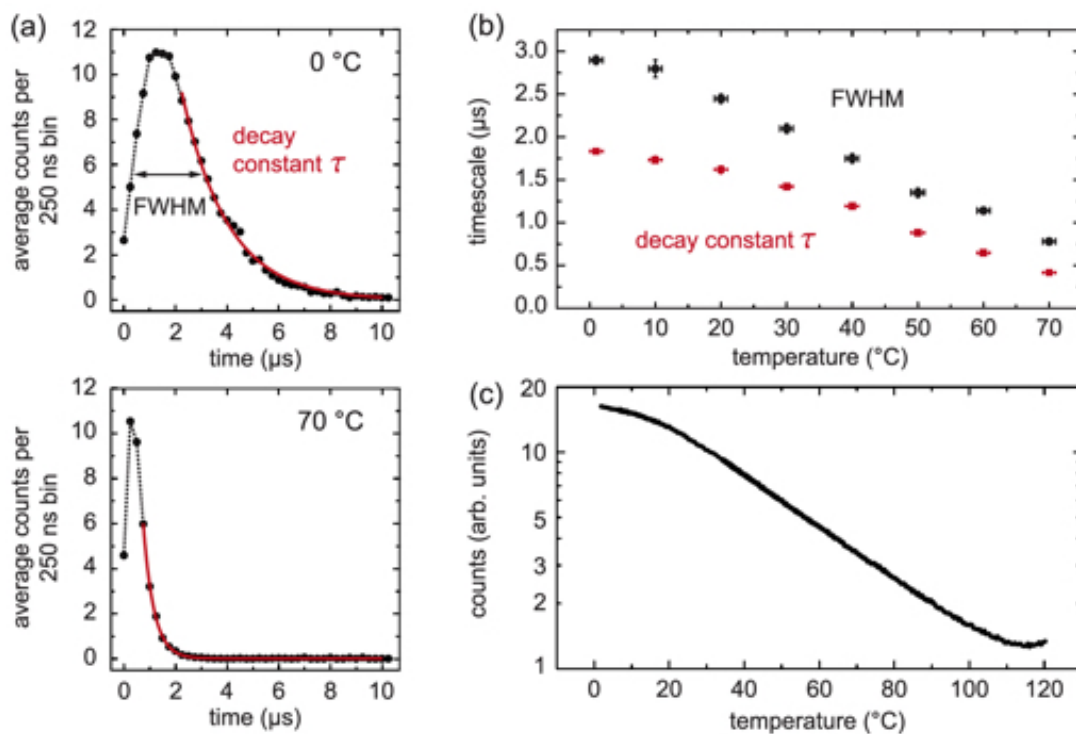 (a)
12
10
8
6
4
2
0
average counts per
250 ns bin
0 °C
decay
constant τ
FWHM
0 2 4 6 8 10
time (µs)
12
10
8
6
4
2
0
average counts per
250 ns bin
70 °C
0 2 4 6 8 10
time (µs)
(b)
3.0
2.5
2.0
1.5
1.0
0.5
0.0
timescale (µs)
FWHM
decay constant τ
0 10 20 30 40 50 60 70
temperature (°C)
(c)
20
10
5
3
2
1
counts (arb. units)
0 20 40 60 80 100 120
temperature (°C)